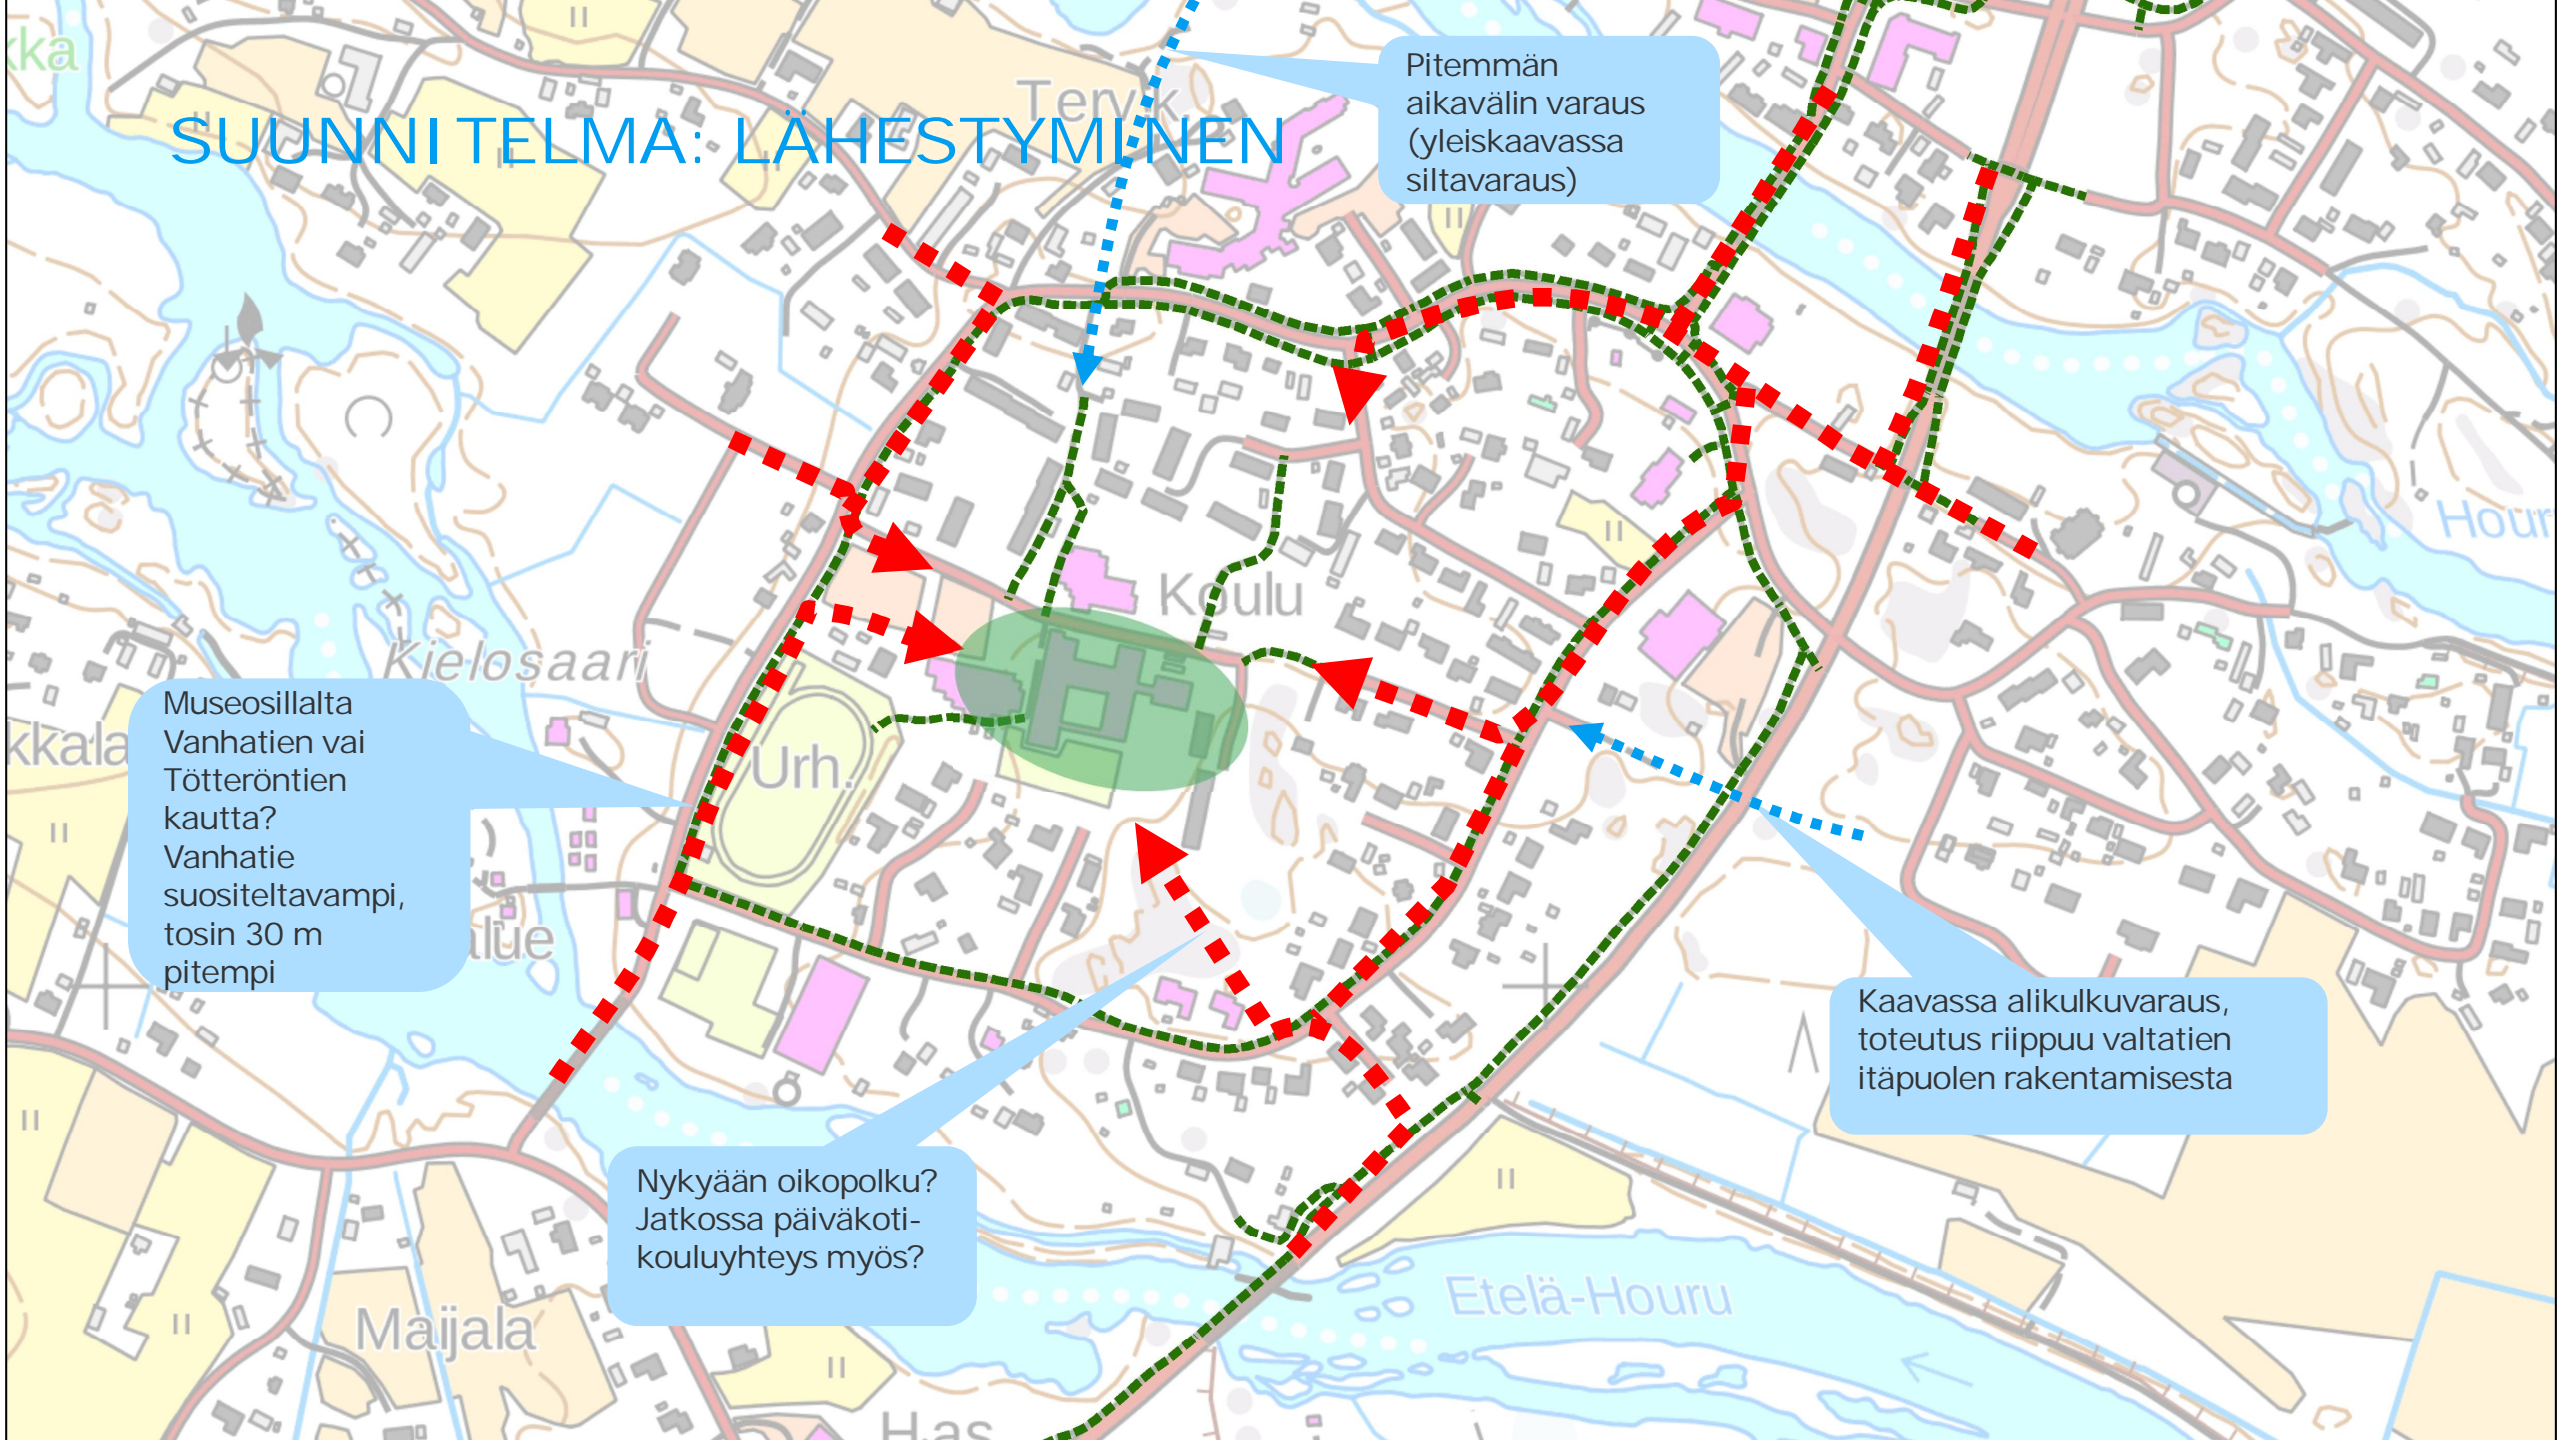 SUUNNITELMA: LÄHESTYMINEN
Pitemmän
aikavälin varaus
(yleiskaavassa
siltavaraus)
Koulu
Kielosaari
Urh.
Museosillalta
Vanhatien vai
Tötteröntien
kautta?
Vanhatie
suositeltavampi,
tosin 30 m
pitempi
Kaavassa alikulkuvaraus,
toteutus riippuu valtatien
itäpuolen rakentamisesta
Nykyään oikopolku?
Jatkossa päiväkoti-
kouluyhteys myös?
Etelä-Houru
Maijala